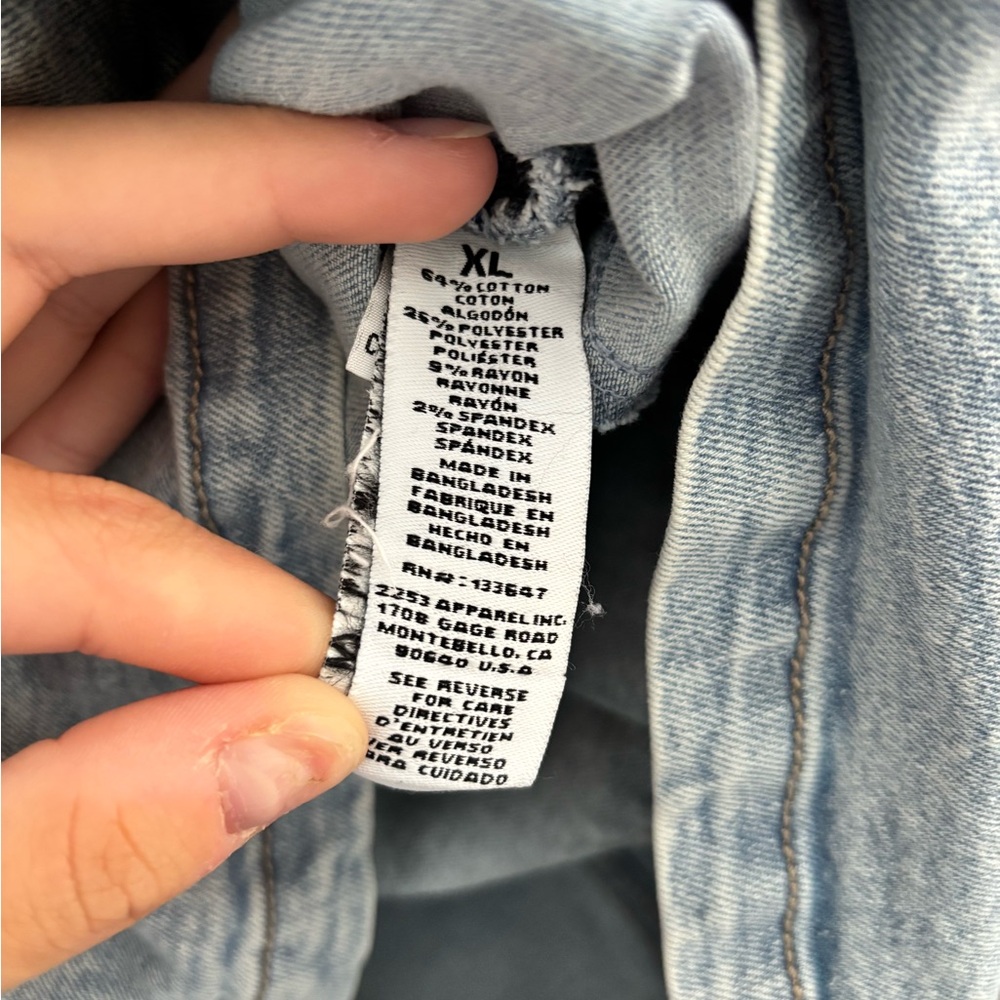 XL
64% COTTON
COTON
ALGODÓN
25% POLYESTER
POLYESTER
POLIÉSTER
9% RAYON
RAYONNE
RAYÓN
2% SPANDEX
SPANDEX
SPANDEX
MADE IN
BANGLADESH
FABRIQUE EN
BANGLADESH
HECHO EN
BANGLADESH
RN#:133647
2253 APPAREL INC.
1708 GAGE ROAD
MONTEBELLO, CA
90640 U.S.A
SEE REVERSE
FOR CARE
DIRECTIVES
D'ENTRETIEN
AU VERSO
REVERSO
CUIDADO